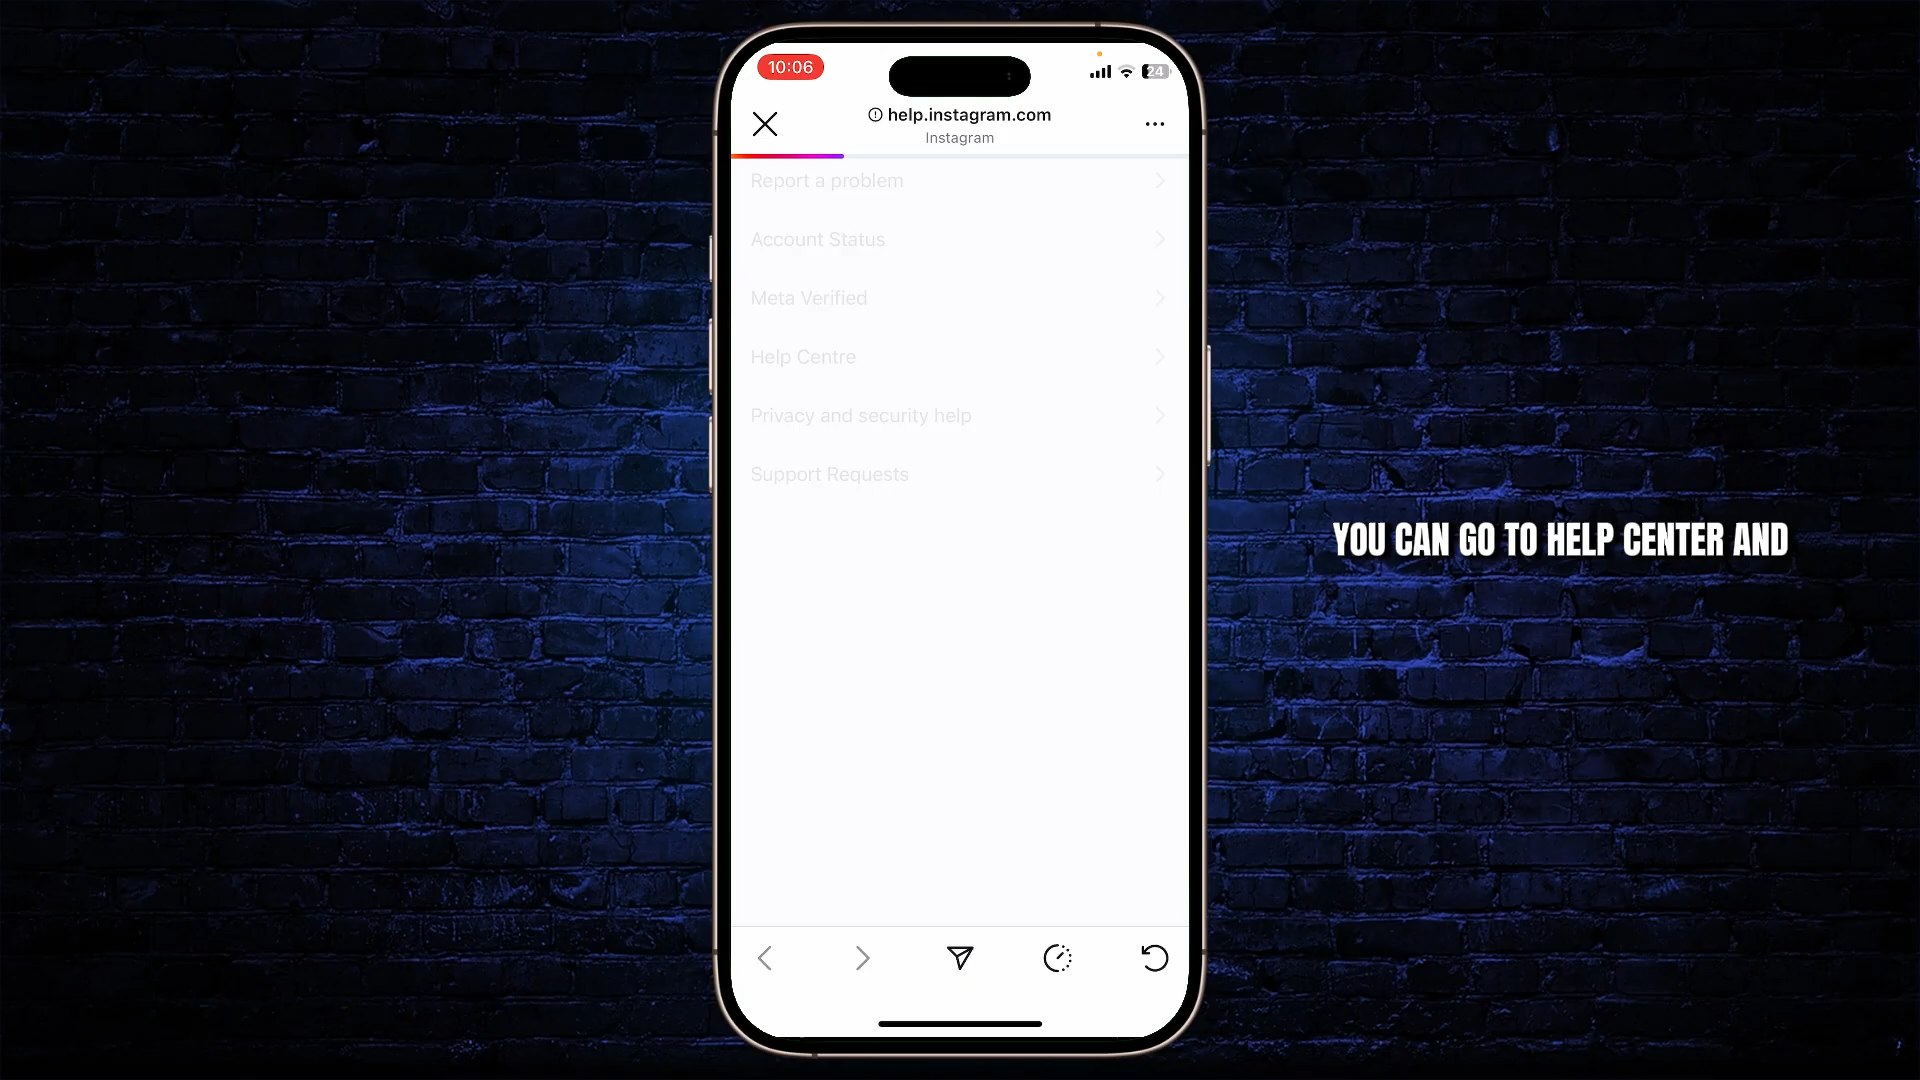 10:06
24
help.instagram.com
Instagram
Report a problem
Account Status
Meta Verified
Help Centre
Privacy and security help
Support Requests
YOU CAN GO TO HELP CENTER AND